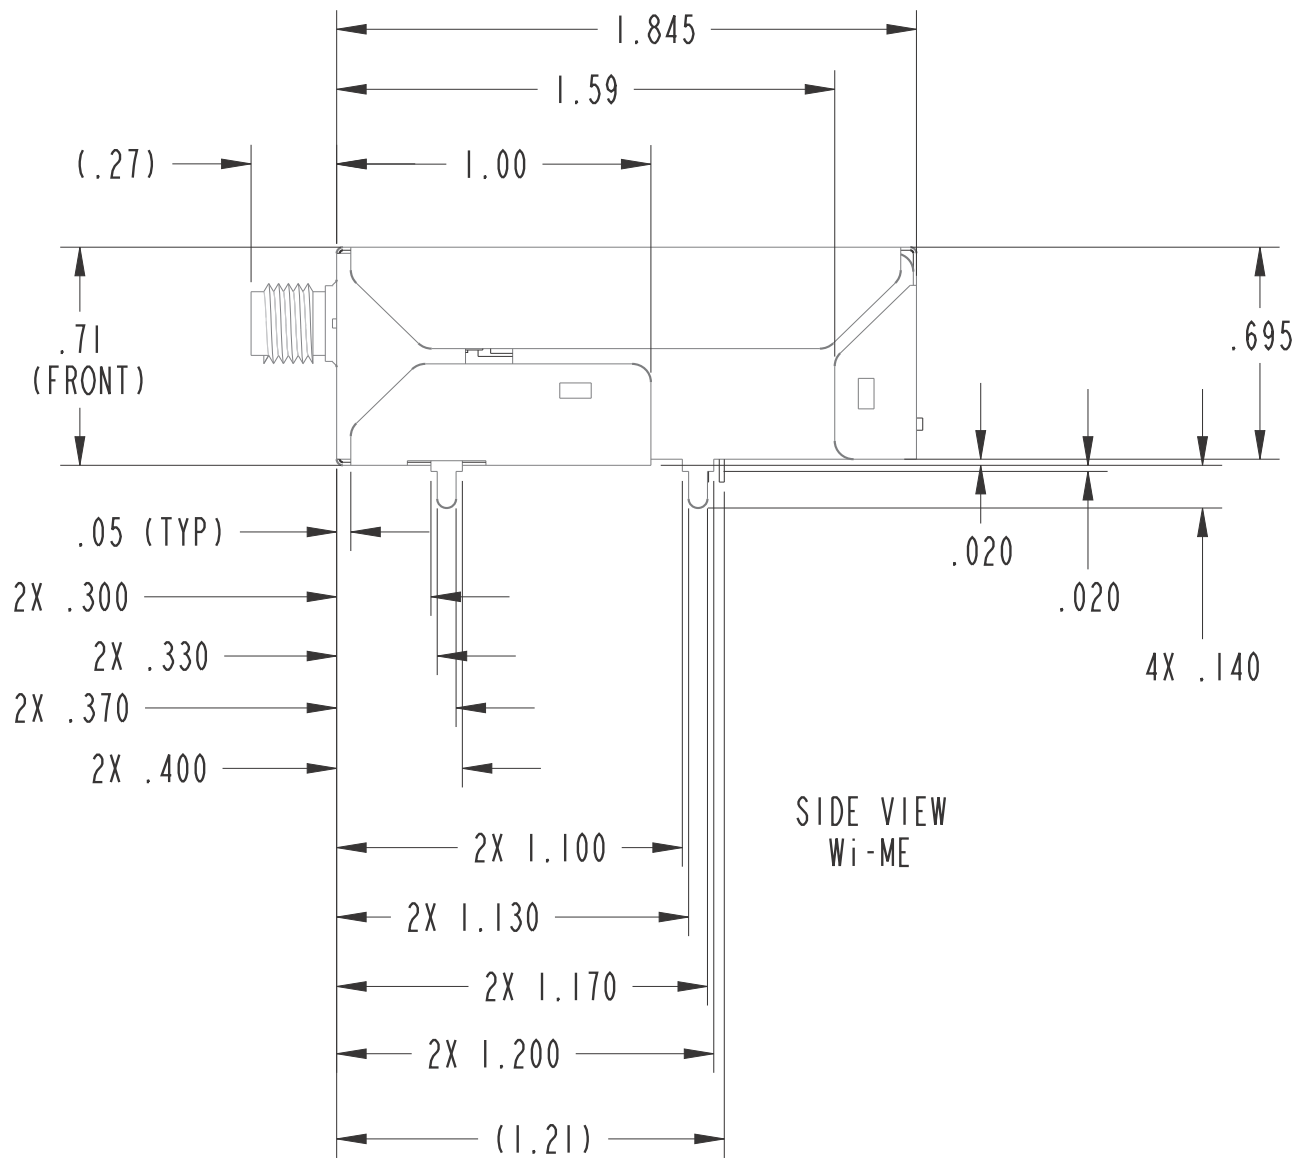 1.845
1.59
(.27)
1.00
.71
(FRONT)
.695
.05 (TYP)
.020
2X .300
.020
2X .330
4X .140
2X .370
2X .400
SIDE VIEW
Wi-ME
2X 1.100
2X 1.130
2X 1.170
2X 1.200
(1.21)